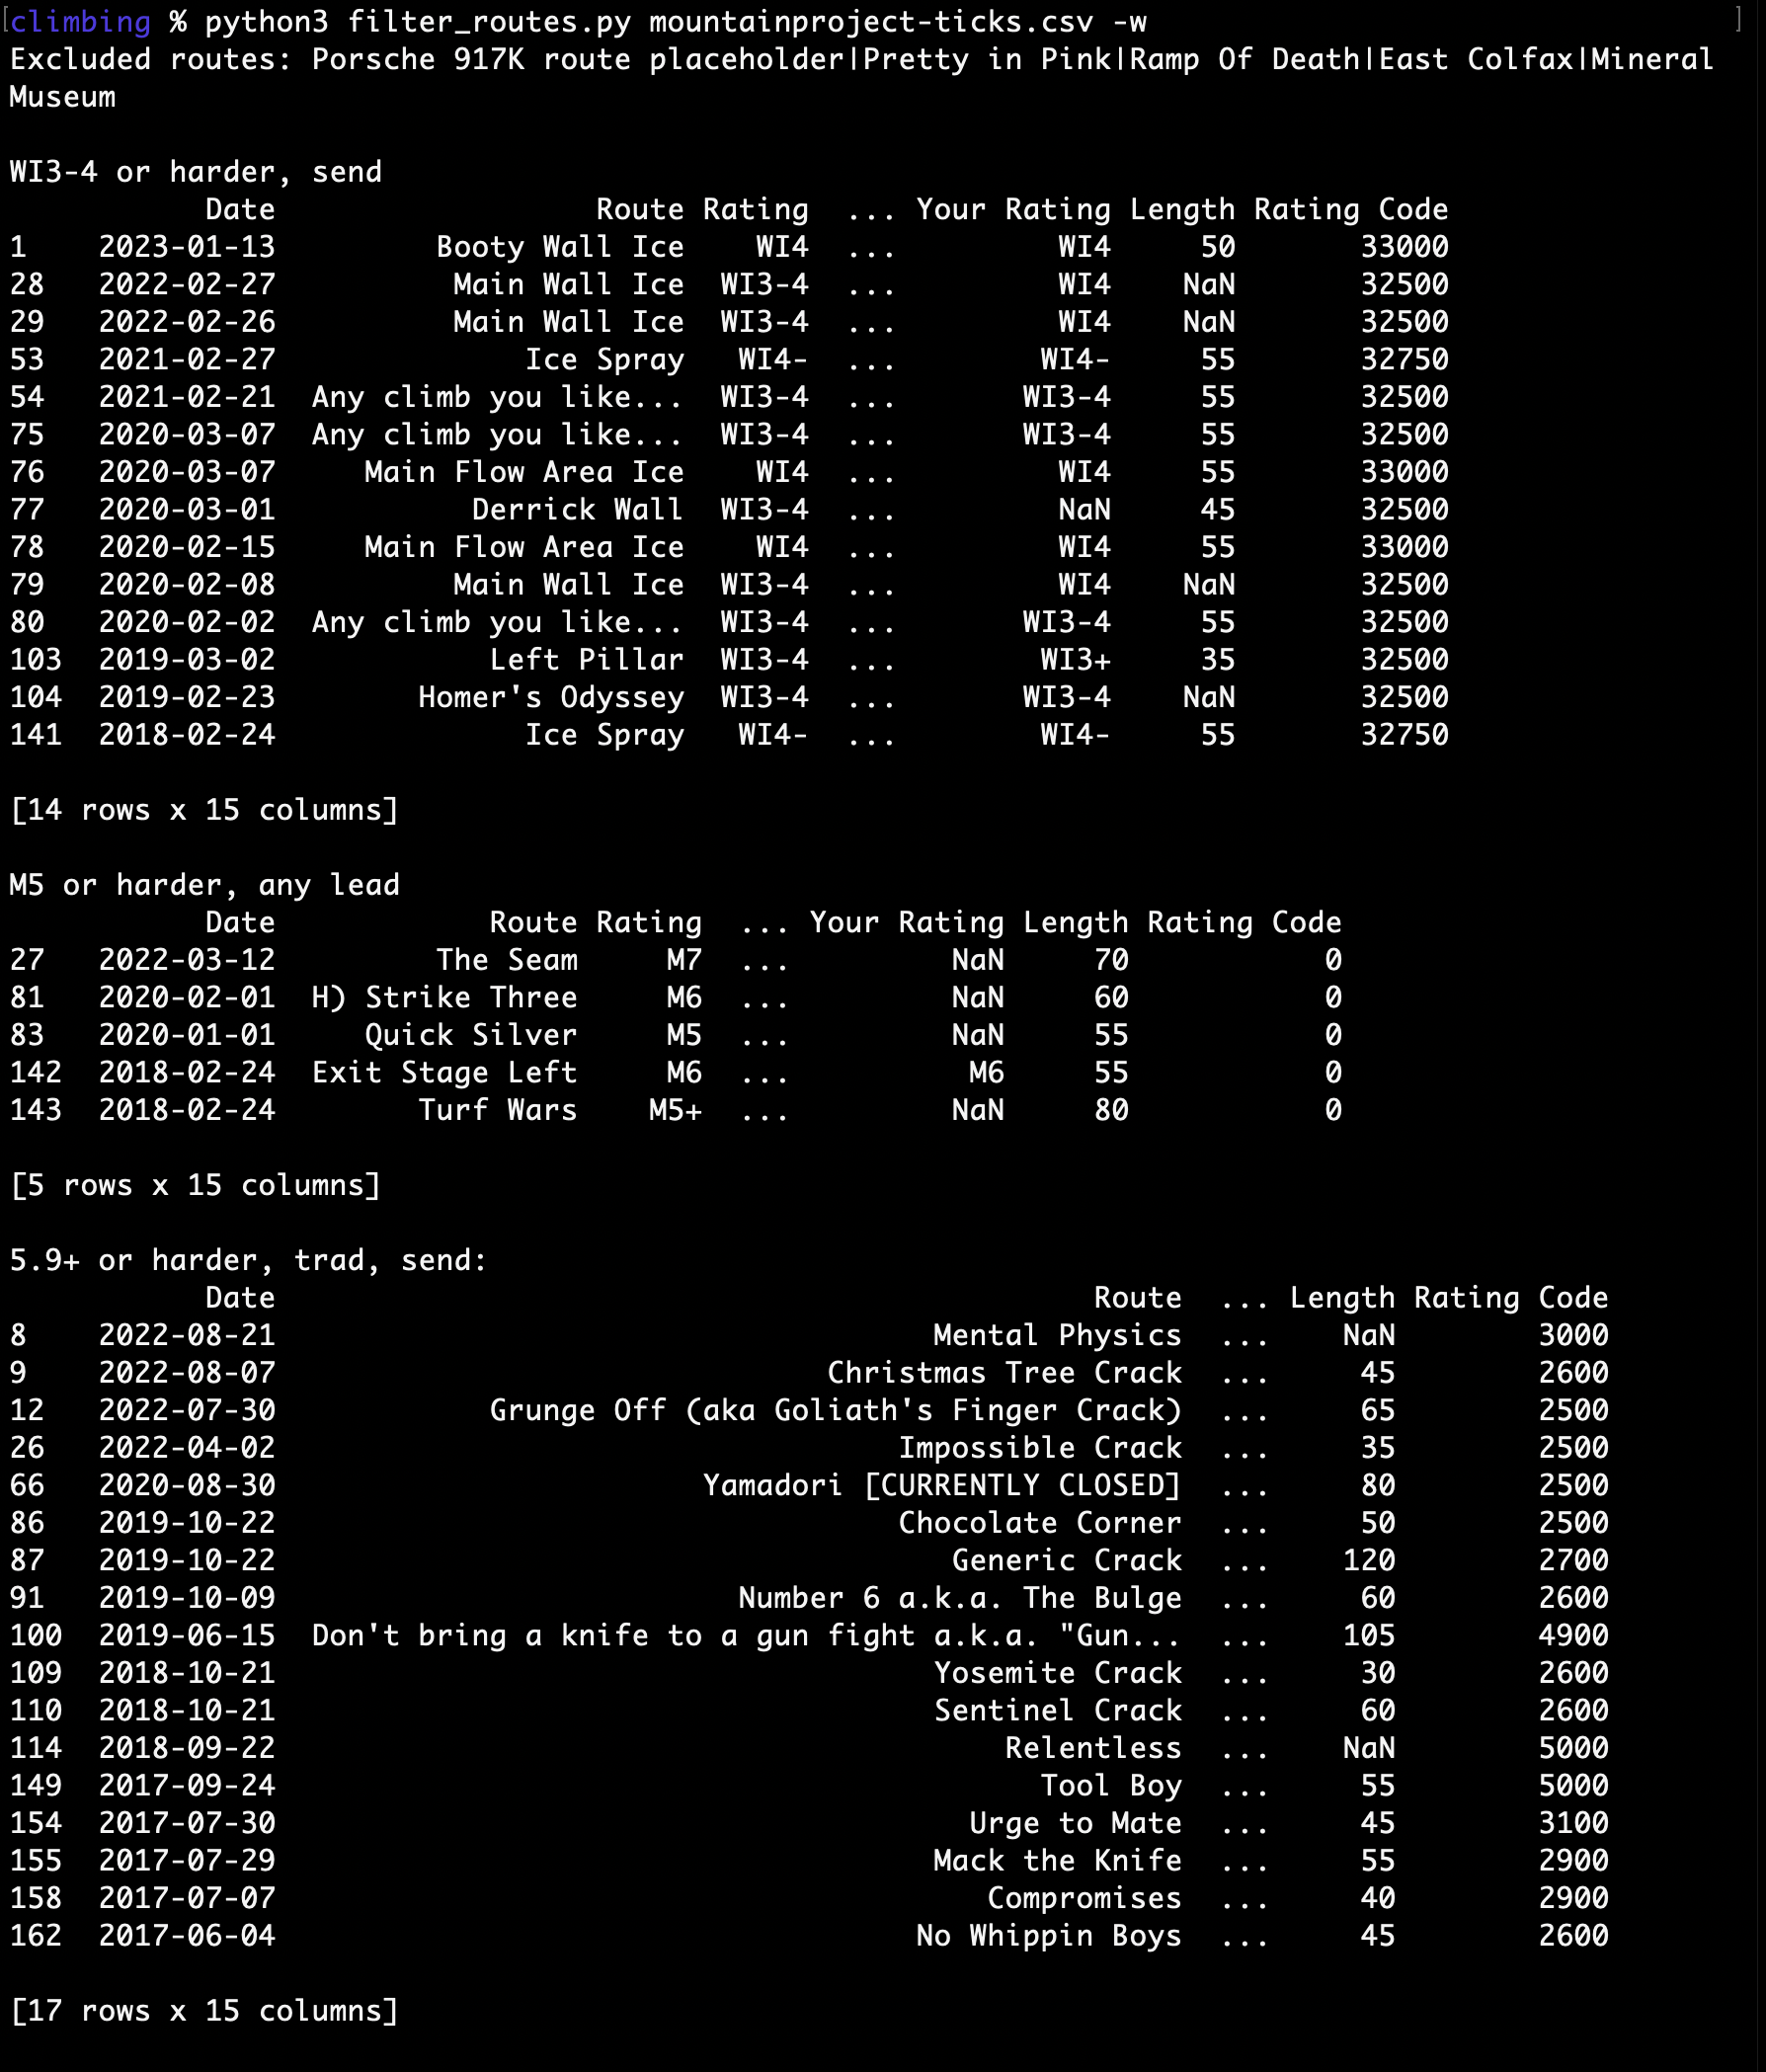 climbing % python3 filter_routes.py mountainproject-ticks.csv -w
Excluded routes: Porsche 917K route placeholder|Pretty in Pink|Ramp Of Death|East Colfax|Mineral
Museum
WI3-4 or harder, send
Date Route Rating ... Your Rating Length Rating Code
1 2023-01-13 Booty Wall Ice WI4 ... WI4 50 33000
28 2022-02-27 Main Wall Ice WI3-4 ... WI4 NaN 32500
29 2022-02-26 Main Wall Ice WI3-4 ... WI4 NaN 32500
53 2021-02-27 Ice Spray WI4- ... WI4- 55 32750
54 2021-02-21 Any climb you like... WI3-4 ... WI3-4 55 32500
75 2020-03-07 Any climb you like... WI3-4 ... WI3-4 55 32500
76 2020-03-07 Main Flow Area Ice WI4 ... WI4 55 33000
77 2020-03-01 Derrick Wall WI3-4 ... NaN 45 32500
78 2020-02-15 Main Flow Area Ice WI4 ... WI4 55 33000
79 2020-02-08 Main Wall Ice WI3-4 ... WI4 NaN 32500
80 2020-02-02 Any climb you like... WI3-4 ... WI3-4 55 32500
103 2019-03-02 Left Pillar WI3-4 ... WI3+ 35 32500
104 2019-02-23 Homer's Odyssey WI3-4 ... WI3-4 NaN 32500
141 2018-02-24 Ice Spray WI4- ... WI4- 55 32750
[14 rows x 15 columns]
M5 or harder, any lead
Date Route Rating ... Your Rating Length Rating Code
27 2022-03-12 The Seam M7 ... NaN 70 0
81 2020-02-01 H) Strike Three M6 ... NaN 60 0
83 2020-01-01 Quick Silver M5 ... NaN 55 0
142 2018-02-24 Exit Stage Left M6 ... M6 55 0
143 2018-02-24 Turf Wars M5+ ... NaN 80 0
[5 rows x 15 columns]
5.9+ or harder, trad, send:
Date Route ... Length Rating Code
8 2022-08-21 Mental Physics ... NaN 3000
9 2022-08-07 Christmas Tree Crack ... 45 2600
12 2022-07-30 Grunge Off (aka Goliath's Finger Crack) ... 65 2500
26 2022-04-02 Impossible Crack ... 35 2500
66 2020-08-30 Yamadori [CURRENTLY CLOSED] ... 80 2500
86 2019-10-22 Chocolate Corner ... 50 2500
87 2019-10-22 Generic Crack ... 120 2700
91 2019-10-09 Number 6 a.k.a. The Bulge ... 60 2600
100 2019-06-15 Don't bring a knife to a gun fight a.k.a. "Gun... ... 105 4900
109 2018-10-21 Yosemite Crack ... 30 2600
110 2018-10-21 Sentinel Crack ... 60 2600
114 2018-09-22 Relentless ... NaN 5000
149 2017-09-24 Tool Boy ... 55 5000
154 2017-07-30 Urge to Mate ... 45 3100
155 2017-07-29 Mack the Knife ... 55 2900
158 2017-07-07 Compromises ... 40 2900
162 2017-06-04 No Whippin Boys ... 45 2600
[17 rows x 15 columns]